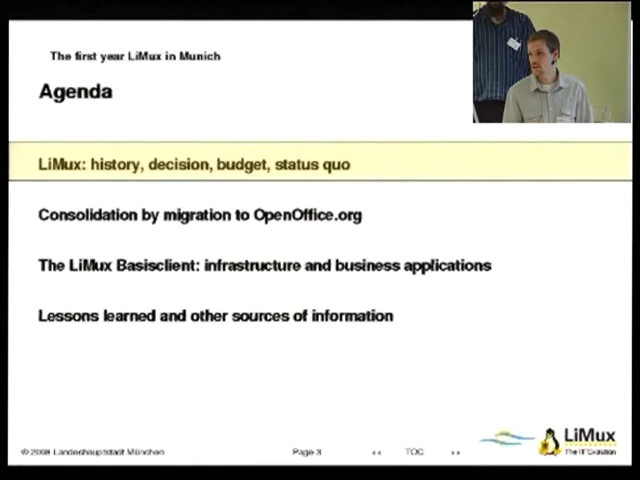 The first year LiMux in Munich
Agenda
LiMux: history, decision, budget, status quo
Consolidation by migration to OpenOffice.org
The LiMux Basisclient: infrastructure and business applications
Lessons learned and other sources of information
© 2008 Landeshauptstadt München Page 3 TOC
LiMux
The IT-Evolution